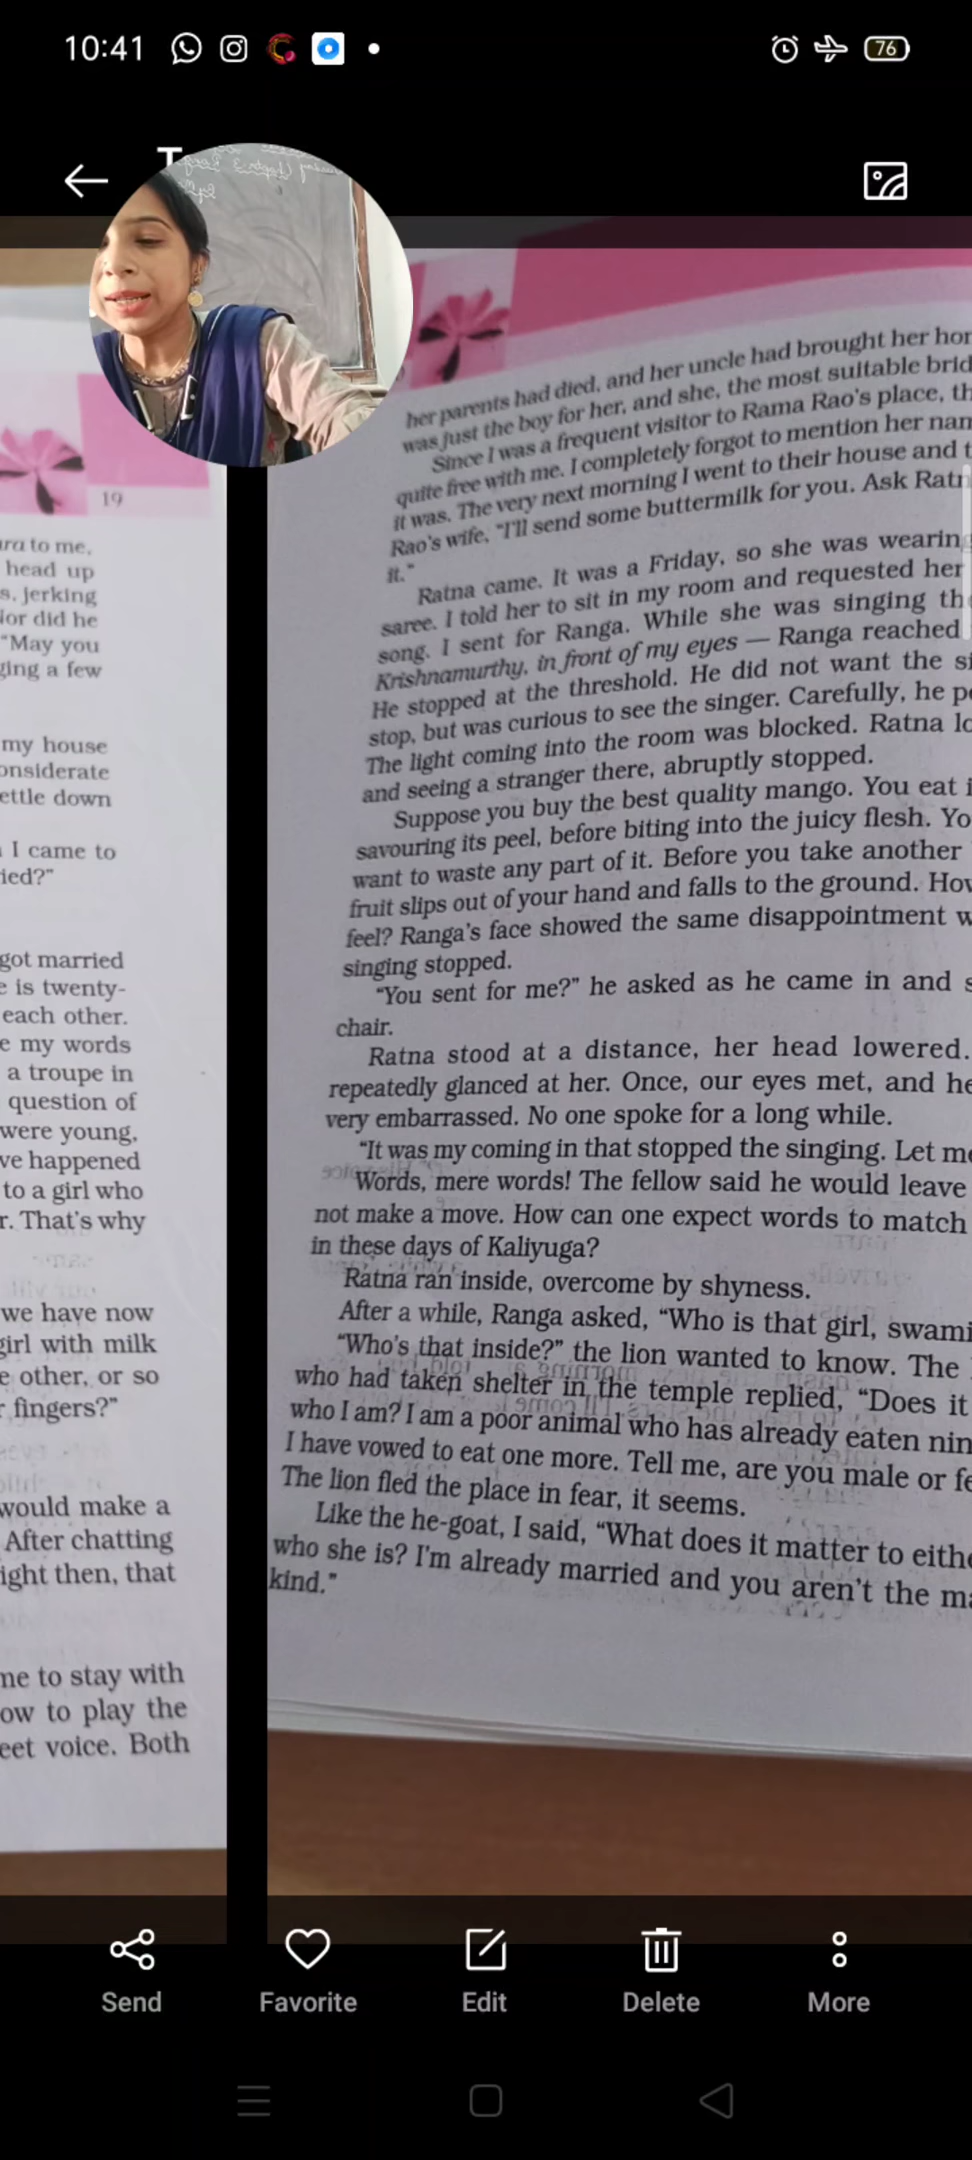 10:41
76
19
ara to me,
head up
s, jerking
Nor did he
"May you
ging a few
my house
onsiderate
ettle down
I came to
ied?"
got married
e is twenty-
each other.
e my words
a troupe in
question of
were young,
ve happened
to a girl who
r. That's why
we have now
girl with milk
e other, or so
r fingers?"
would make a
After chatting
ight then, that
me to stay with
ow to play the
eet voice. Both
her parents had died, and her uncle had brought her hom
was just the boy for her, and she, the most suitable brid
Since I was a frequent visitor to Rama Rao's place, th
quite free with me. I completely forgot to mention her nam
it was. The very next morning I went to their house and t
Rao's wife, "I'll send some buttermilk for you. Ask Ratn
it."
Ratna came. It was a Friday, so she was wearing
saree. I told her to sit in my room and requested her
song. I sent for Ranga. While she was singing the
Krishnamurthy, in front of my eyes — Ranga reached
He stopped at the threshold. He did not want the si
stop, but was curious to see the singer. Carefully, he pe
The light coming into the room was blocked. Ratna lo
and seeing a stranger there, abruptly stopped.
Suppose you buy the best quality mango. You eat i
savouring its peel, before biting into the juicy flesh. Yo
want to waste any part of it. Before you take another
fruit slips out of your hand and falls to the ground. How
feel? Ranga's face showed the same disappointment w
singing stopped.
"You sent for me?" he asked as he came in and s
chair.
Ratna stood at a distance, her head lowered.
repeatedly glanced at her. Once, our eyes met, and he
very embarrassed. No one spoke for a long while.
"It was my coming in that stopped the singing. Let me
Words, mere words! The fellow said he would leave
not make a move. How can one expect words to match
in these days of Kaliyuga?
Ratna ran inside, overcome by shyness.
After a while, Ranga asked, "Who is that girl, swami
"Who's that inside?" the lion wanted to know. The
who had taken shelter in the temple replied, "Does it
who I am? I am a poor animal who has already eaten nin
I have vowed to eat one more. Tell me, are you male or fe
The lion fled the place in fear, it seems.
Like the he-goat, I said, "What does it matter to eithe
who she is? I'm already married and you aren't the ma
kind."
Send Favorite Edit Delete More